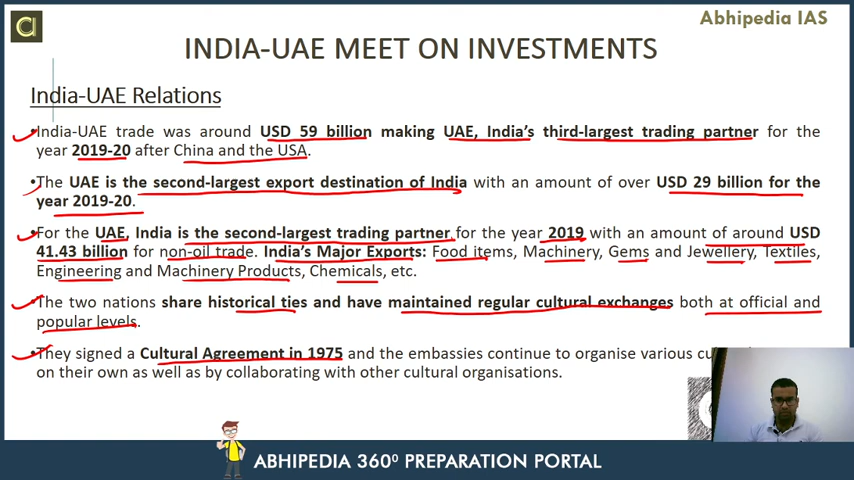 Abhipedia IAS
a
INDIA-UAE MEET ON INVESTMENTS
India-UAE Relations
•India-UAE trade was around USD 59 billion making UAE, India's third-largest trading partner for the
year 2019-20 after China and the USA.
•The UAE is the second-largest export destination of India with an amount of over USD 29 billion for the
year 2019-20.
•For the UAE, India is the second-largest trading partner for the year 2019 with an amount of around USD
41.43 billion for non-oil trade. India's Major Exports: Food items, Machinery, Gems and Jewellery, Textiles,
Engineering and Machinery Products, Chemicals, etc.
•The two nations share historical ties and have maintained regular cultural exchanges both at official and
popular levels.
•They signed a Cultural Agreement in 1975 and the embassies continue to organise various
on their own as well as by collaborating with other cultural organisations.
ABHIPEDIA 360⁰ PREPARATION PORTAL